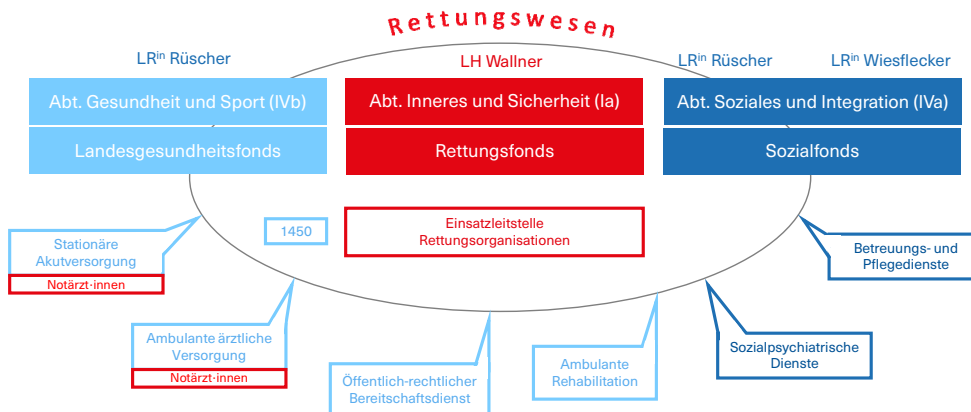 Rettungswesen
LRin Rüscher
LH Wallner
LRin Rüscher
LRin Wiesflecker
Abt. Gesundheit und Sport (IVb)
Abt. Inneres und Sicherheit (Ia)
Abt. Soziales und Integration (IVa)
Landesgesundheitsfonds
Rettungsfonds
Sozialfonds
1450
Einsatzleitstelle
Rettungsorganisationen
Stationäre
Akutversorgung
Notärzt·innen
Betreuungs- und
Pflegedienste
Ambulante ärztliche
Versorgung
Notärzt·innen
Öffentlich-rechtlicher
Bereitschaftsdienst
Ambulante
Rehabilitation
Sozialpsychiatrische
Dienste